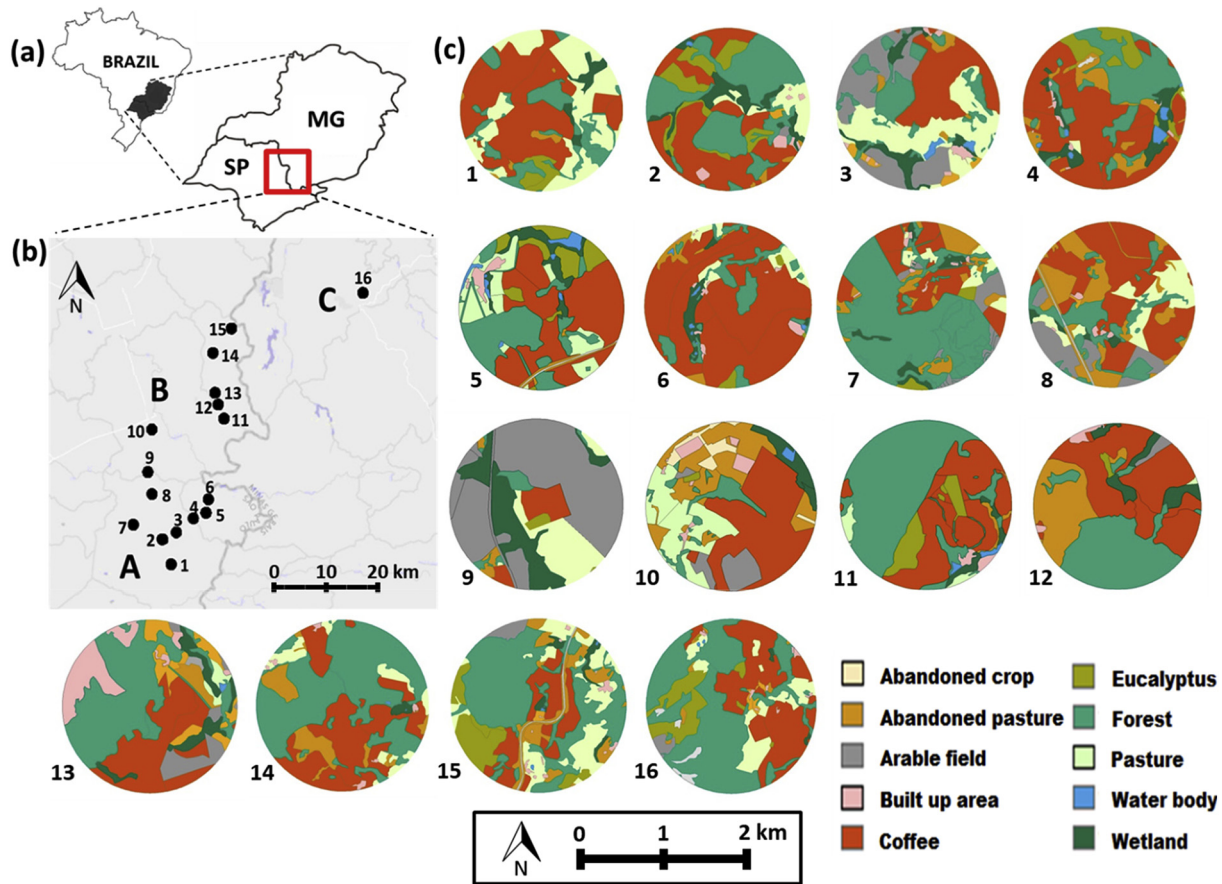 (a)
BRAZIL
MG
SP
(b)
N
A
B
C
1
2
3
4
5
6
7
8
9
10
11
12
13
14
15
16
0 10 20 km
(c)
1 2 3 4
5 6 7 8
9 10 11 12
13 14 15 16
N
0 1 2 km
Abandoned crop
Abandoned pasture
Arable field
Built up area
Coffee
Eucalyptus
Forest
Pasture
Water body
Wetland